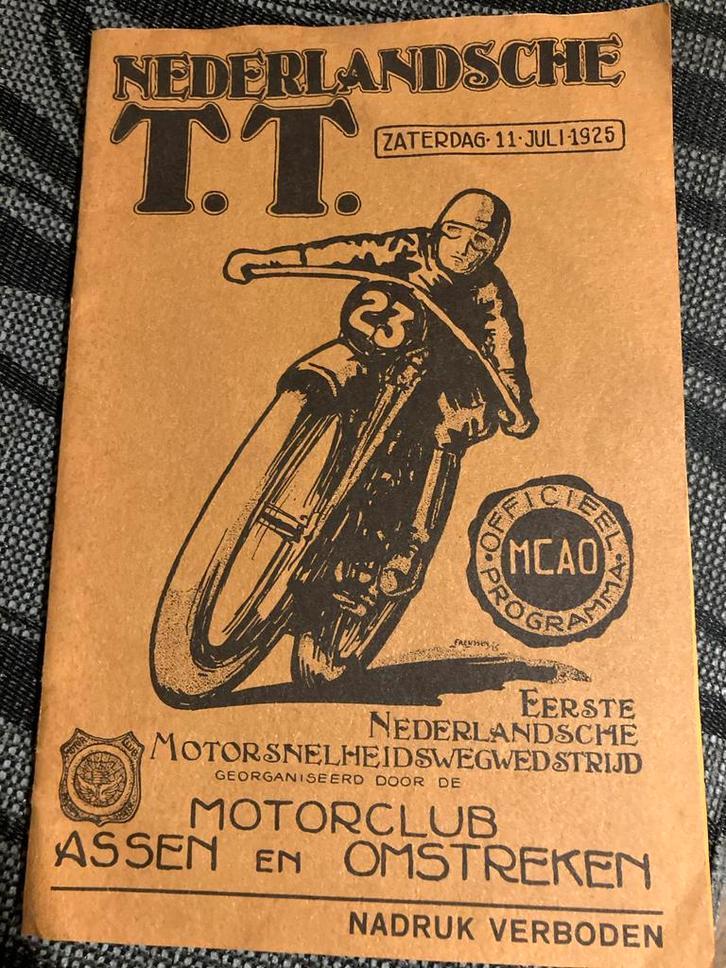 NEDERLANDSCHE
T.T.
ZATERDAG·11·JULI·1925
23
OFFICIEEL
MCAO
PROGRAMMA
EERSTE
NEDERLANDSCHE
MOTORSNELHEIDSWEGWEDSTRIJD
GEORGANISEERD DOOR DE
MOTORCLUB
ASSEN EN OMSTREKEN
NADRUK VERBODEN